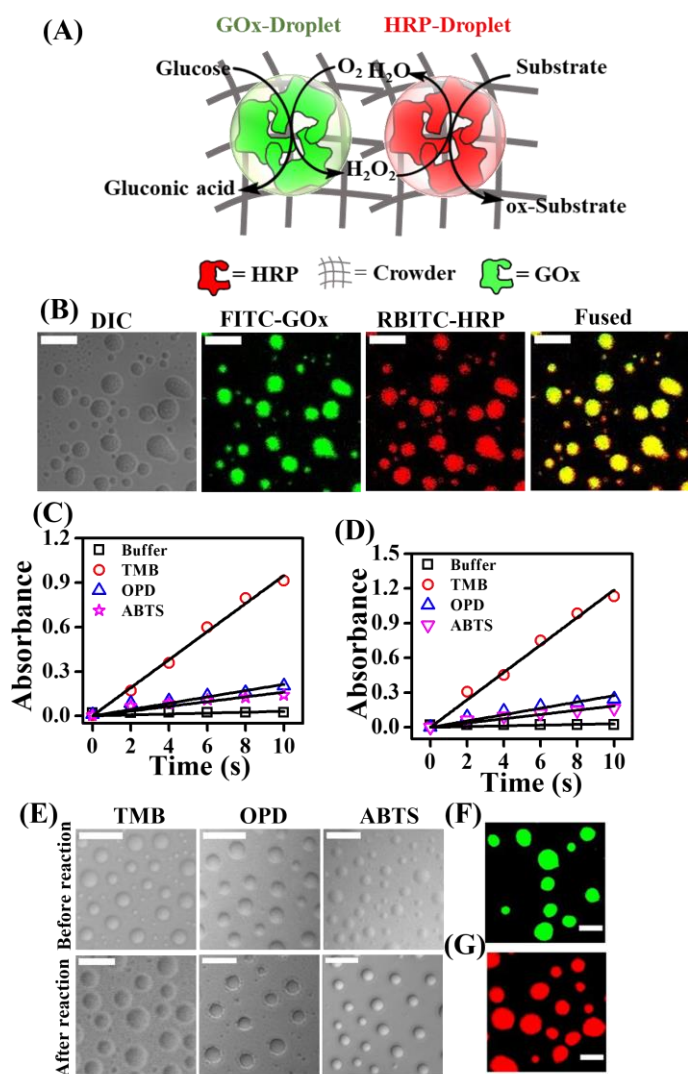 (A)
GOx-Droplet HRP-Droplet
Glucose O₂ H₂O Substrate
H₂O₂
Gluconic acid ox-Substrate
= HRP = Crowder = GOx
(B)
DIC FITC-GOx RBITC-HRP Fused
(C)
1.2
0.9
0.6
0.3
0.0
Absorbance
Buffer
TMB
OPD
ABTS
0 2 4 6 8 10
Time (s)
(D)
1.5
1.2
0.9
0.6
0.3
0.0
Absorbance
Buffer
TMB
OPD
ABTS
0 2 4 6 8 10
Time (s)
(E)
TMB OPD ABTS
Before reaction
After reaction
(F)
(G)